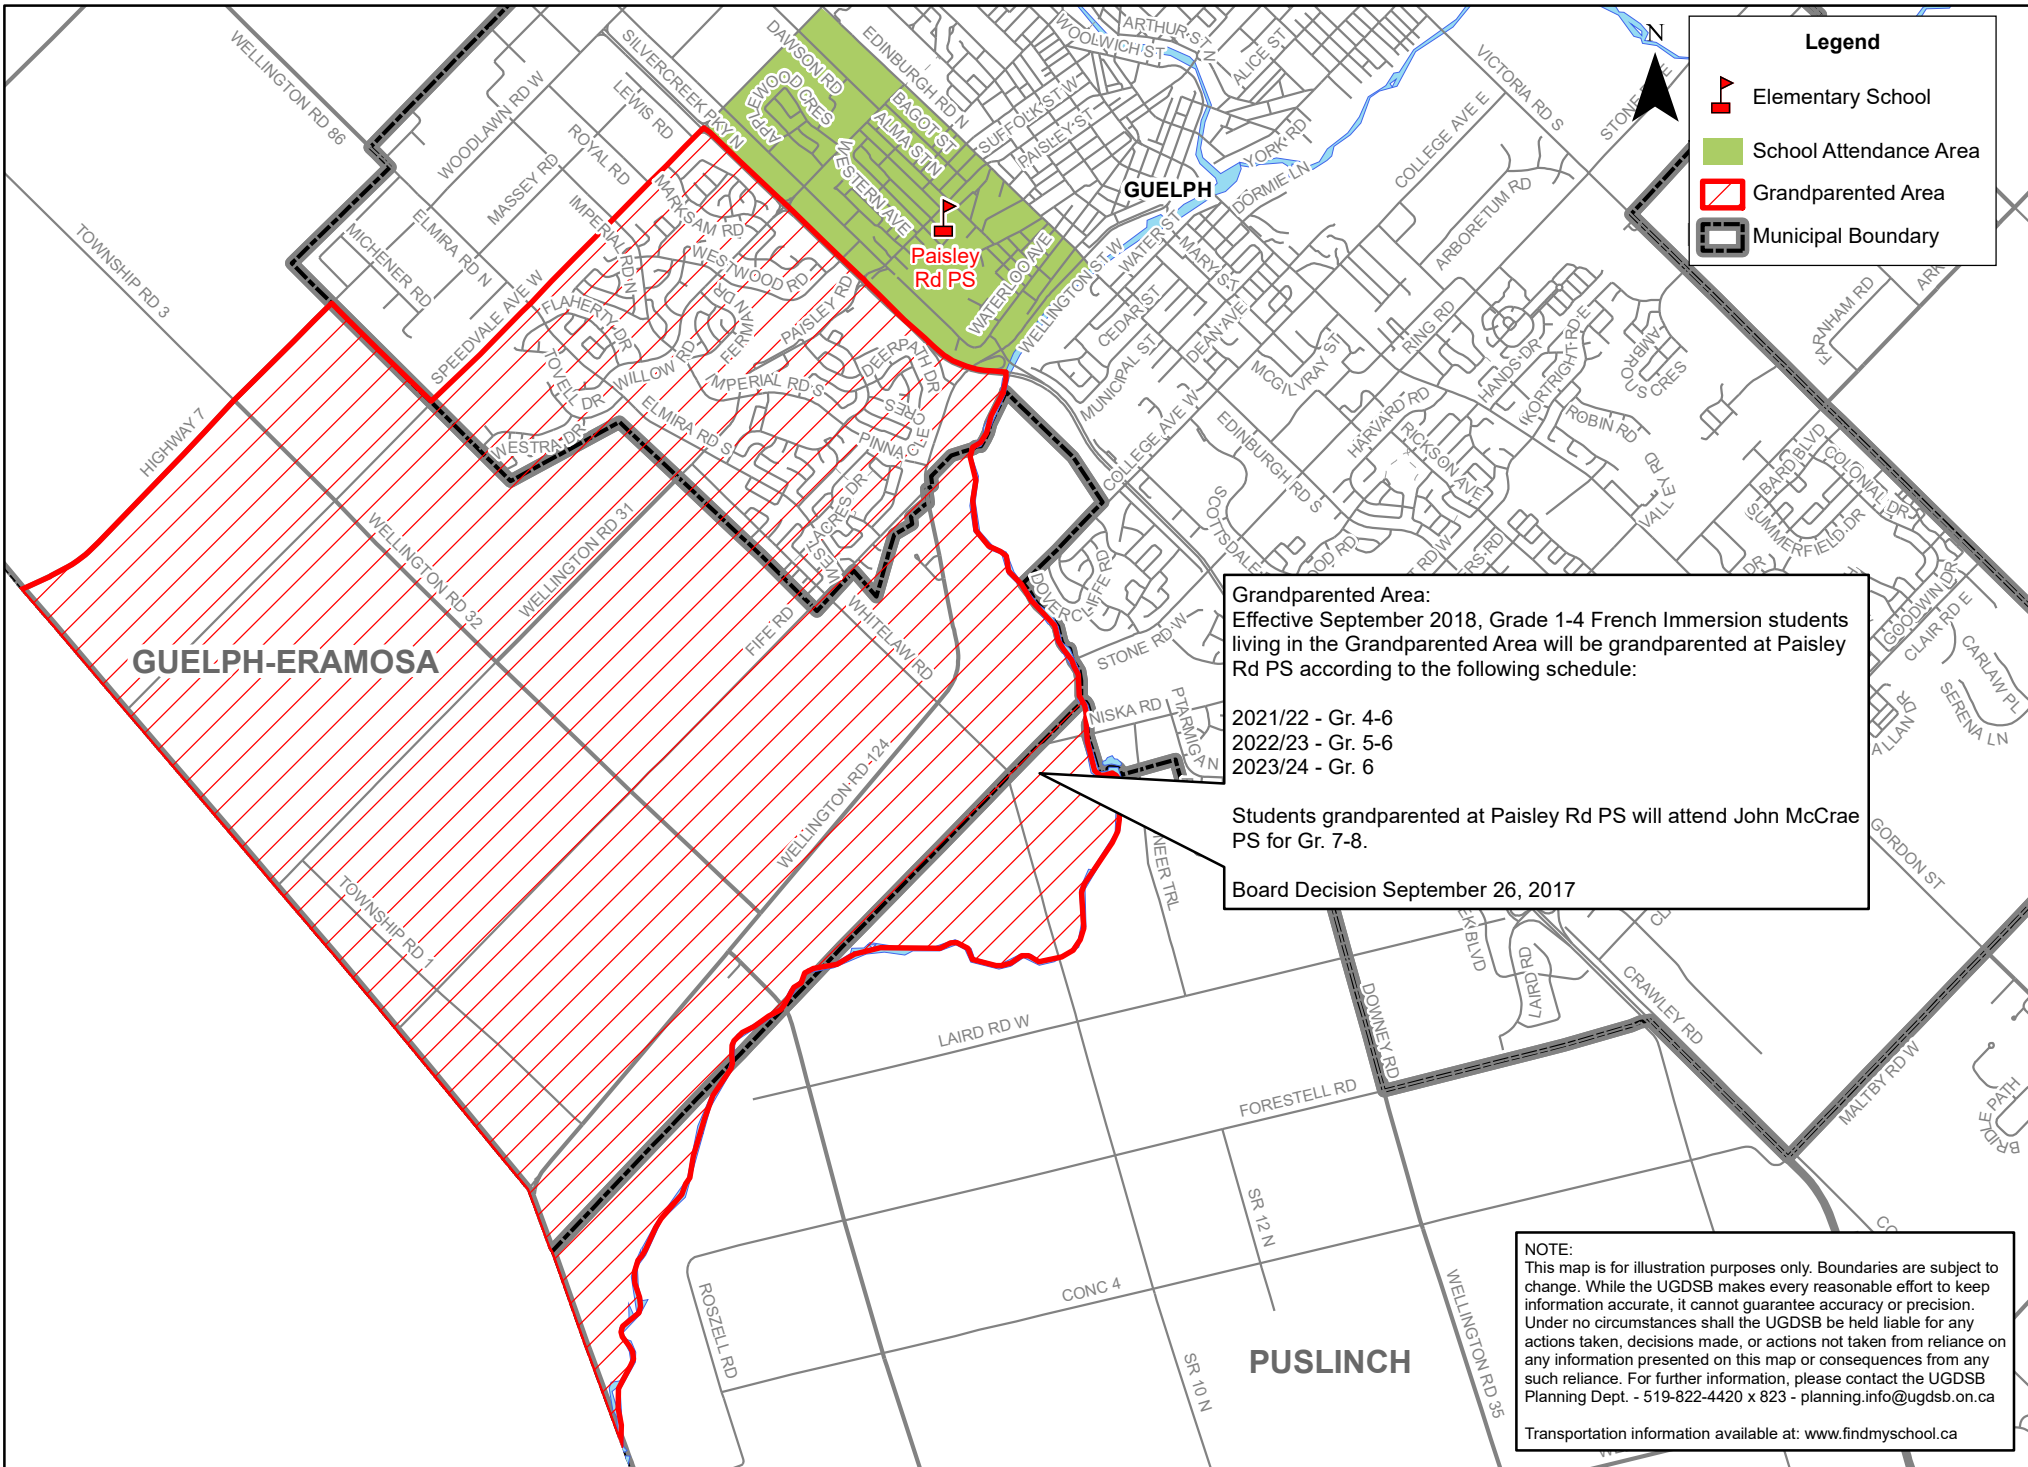 Legend
Elementary School
School Attendance Area
Grandparented Area
Municipal Boundary
N
WELLINGTON RD 86
WOODLAWN RD W
SILVERCREEK PKY N
LEWIS RD
ROYAL RD
MASSEY RD
IMPERIAL RD N
ELMIRA RD N
MICHENER RD
TOWNSHIP RD 3
SPEEDVALE AVE W
HIGHWAY 7
DAWSON RD
EDINBURGH RD N
APPLEWOOD CRES
BAGOT ST
ALMA ST N
WESTERN AVE
SUFFOLK ST W
PAISLEY ST
WOOLWICH ST
ARTHUR ST N
ALICE ST
YORK RD
GUELPH
DORMIE LN
VICTORIA RD S
COLLEGE AVE E
ARBORETUM RD
Paisley
Rd PS
WATERLOO AVE
WELLINGTON ST W
WATER ST
MARY ST
CEDAR ST
DEAN AVE
MUNICIPAL ST
MCGILVRAY ST
RING RD
HANDS DR
KORTRIGHT RD E
ROBIN RD
FARNHAM RD
MARKSAM RD
WESTWOOD RD
PAISLEY RD
FLAHERTY DR
TOVELL DR
WILLOW RD
IMPERIAL RD S
ELMIRA RD S
DEERPATH DR
WESTRA DR
COLLEGE AVE W
EDINBURGH RD S
HARVARD RD
RICKSON AVE
VALLEY RD
BARD BLVD
COLONIAL DR
SUMMERFIELD DR
GOODWIN DR
CLAIR RD E
CARLAW PL
SERENA LN
ALLAN DR
WELLINGTON RD 31
WELLINGTON RD 32
FIFE RD
WHITELAW RD
STONE RD W
NISKA RD
GUELPH-ERAMOSA
WELLINGTON RD 124
TOWNSHIP RD 1
Grandparented Area:
Effective September 2018, Grade 1-4 French Immersion students
living in the Grandparented Area will be grandparented at Paisley
Rd PS according to the following schedule:
2021/22 - Gr. 4-6
2022/23 - Gr. 5-6
2023/24 - Gr. 6
Students grandparented at Paisley Rd PS will attend John McCrae
PS for Gr. 7-8.
Board Decision September 26, 2017
GORDON ST
LAIRD RD W
LAIRD RD
DOWNEY RD
CRAWLEY RD
MALTBY RD W
BRIDLE PATH
FORESTELL RD
SR 12 N
CONC 4
ROSZELL RD
SR 10 N
WELLINGTON RD 35
PUSLINCH
NOTE:
This map is for illustration purposes only. Boundaries are subject to
change. While the UGDSB makes every reasonable effort to keep
information accurate, it cannot guarantee accuracy or precision.
Under no circumstances shall the UGDSB be held liable for any
actions taken, decisions made, or actions not taken from reliance on
any information presented on this map or consequences from any
such reliance. For further information, please contact the UGDSB
Planning Dept. - 519-822-4420 x 823 - planning.info@ugdsb.on.ca
Transportation information available at: www.findmyschool.ca